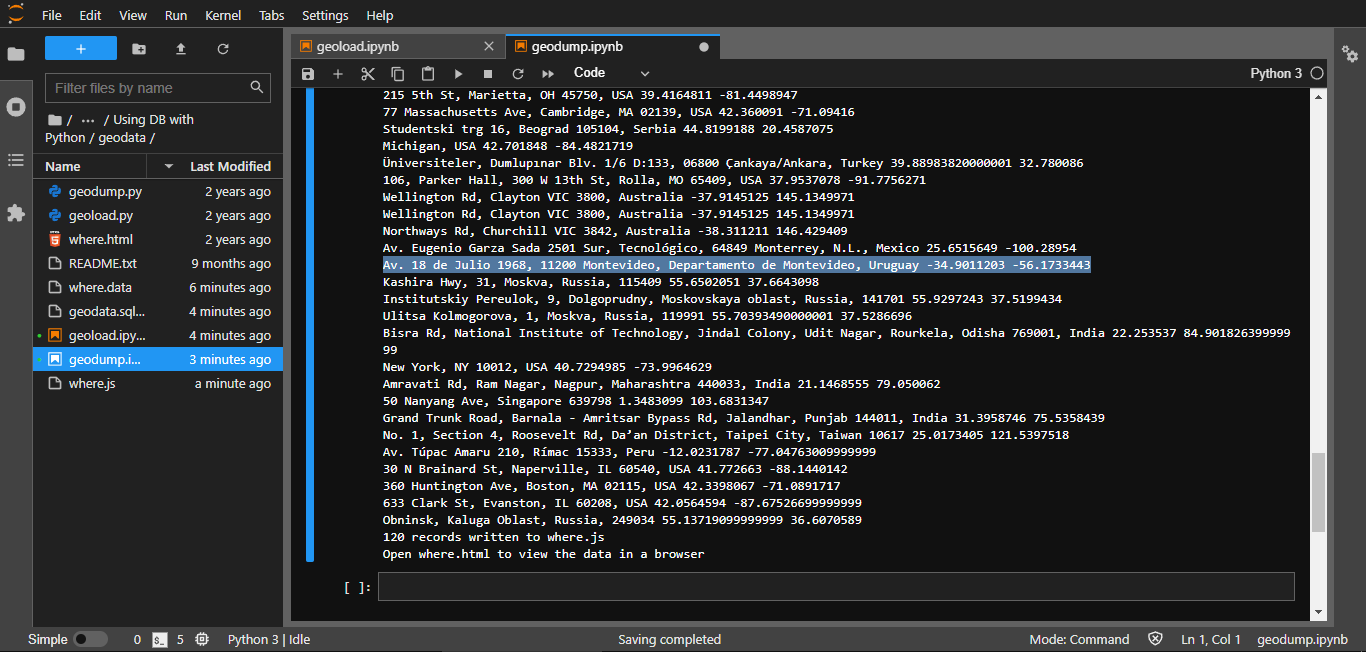 File Edit View Run Kernel Tabs Settings Help
geoload.ipynb
geodump.ipynb
Code
Python 3
Filter files by name
/ ... / Using DB with
Python / geodata /
Name Last Modified
geodump.py 2 years ago
geoload.py 2 years ago
where.html 2 years ago
README.txt 9 months ago
where.data 6 minutes ago
geodata.sql... 4 minutes ago
geoload.ipy... 4 minutes ago
geodump.i... 3 minutes ago
where.js a minute ago
215 5th St, Marietta, OH 45750, USA 39.4164811 -81.4498947
77 Massachusetts Ave, Cambridge, MA 02139, USA 42.360091 -71.09416
Studentski trg 16, Beograd 105104, Serbia 44.8199188 20.4587075
Michigan, USA 42.701848 -84.4821719
Üniversiteler, Dumlupınar Blv. 1/6 D:133, 06800 Çankaya/Ankara, Turkey 39.88983820000001 32.780086
106, Parker Hall, 300 W 13th St, Rolla, MO 65409, USA 37.9537078 -91.7756271
Wellington Rd, Clayton VIC 3800, Australia -37.9145125 145.1349971
Wellington Rd, Clayton VIC 3800, Australia -37.9145125 145.1349971
Northways Rd, Churchill VIC 3842, Australia -38.311211 146.429409
Av. Eugenio Garza Sada 2501 Sur, Tecnológico, 64849 Monterrey, N.L., Mexico 25.6515649 -100.28954
Av. 18 de Julio 1968, 11200 Montevideo, Departamento de Montevideo, Uruguay -34.9011203 -56.1733443
Kashira Hwy, 31, Moskva, Russia, 115409 55.6502051 37.6643098
Institutskiy Pereulok, 9, Dolgoprudny, Moskovskaya oblast, Russia, 141701 55.9297243 37.5199434
Ulitsa Kolmogorova, 1, Moskva, Russia, 119991 55.70393490000001 37.5286696
Bisra Rd, National Institute of Technology, Jindal Colony, Udit Nagar, Rourkela, Odisha 769001, India 22.253537 84.901826399999
99
New York, NY 10012, USA 40.7294985 -73.9964629
Amravati Rd, Ram Nagar, Nagpur, Maharashtra 440033, India 21.1468555 79.050062
50 Nanyang Ave, Singapore 639798 1.3483099 103.6831347
Grand Trunk Road, Barnala - Amritsar Bypass Rd, Jalandhar, Punjab 144011, India 31.3958746 75.5358439
No. 1, Section 4, Roosevelt Rd, Da’an District, Taipei City, Taiwan 10617 25.0173405 121.5397518
Av. Túpac Amaru 210, Rímac 15333, Peru -12.0231787 -77.04763009999999
30 N Brainard St, Naperville, IL 60540, USA 41.772663 -88.1440142
360 Huntington Ave, Boston, MA 02115, USA 42.3398067 -71.0891717
633 Clark St, Evanston, IL 60208, USA 42.0564594 -87.67526699999999
Obninsk, Kaluga Oblast, Russia, 249034 55.13719099999999 36.6070589
120 records written to where.js
Open where.html to view the data in a browser
[ ]:
Simple 0 $_ 5 Python 3 | Idle Saving completed Mode: Command Ln 1, Col 1 geodump.ipynb